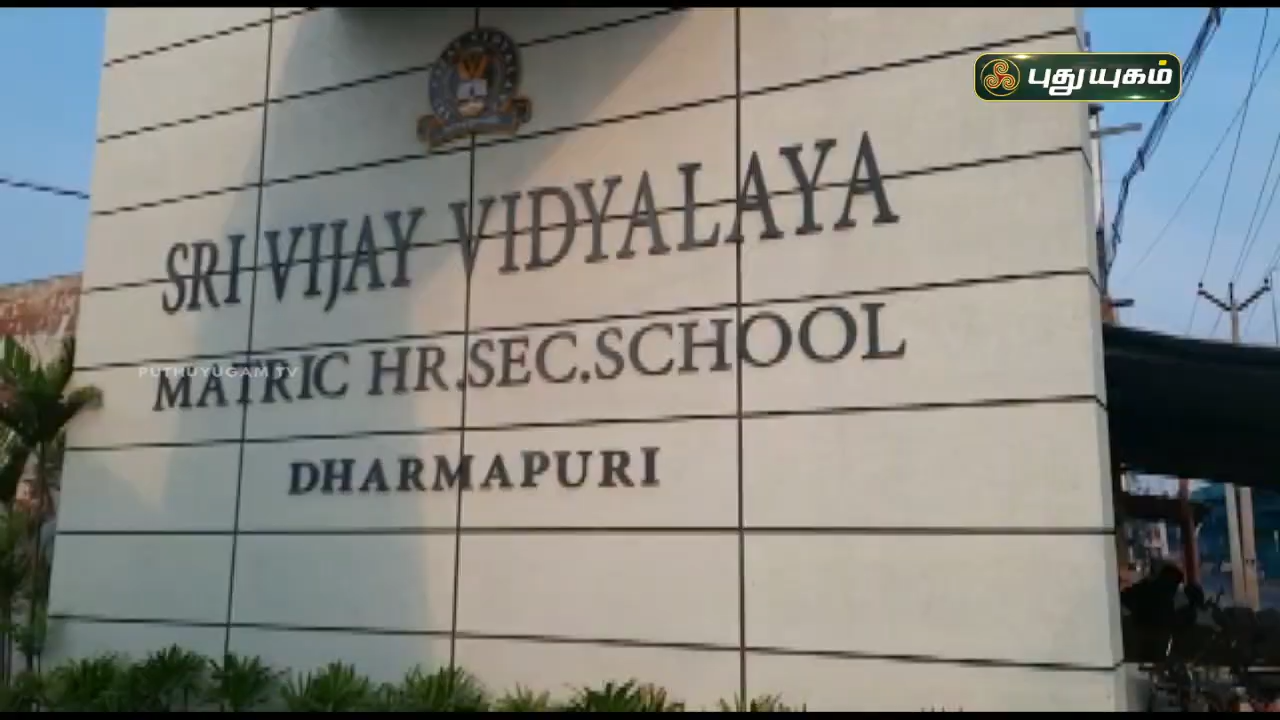 புதுயுகம்
SRI VIJAY VIDYALAYA
MATRIC HR.SEC.SCHOOL
PUTHUYUGAM TV
DHARMAPURI